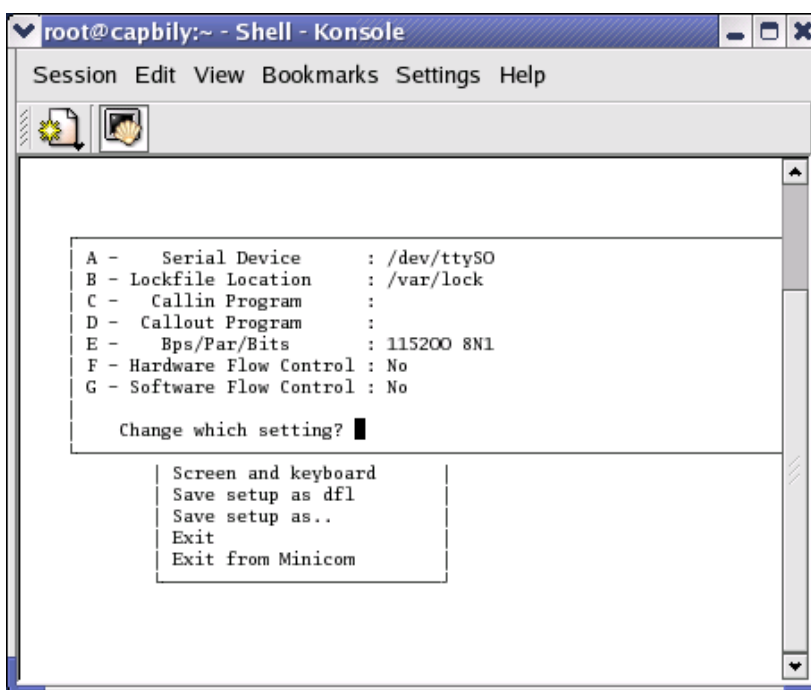 root@capbily:~ - Shell - Konsole
Session Edit View Bookmarks Settings Help
A - Serial Device : /dev/ttyS0
B - Lockfile Location : /var/lock
C - Callin Program :
D - Callout Program :
E - Bps/Par/Bits : 115200 8N1
F - Hardware Flow Control : No
G - Software Flow Control : No
Change which setting?
Screen and keyboard
Save setup as dfl
Save setup as..
Exit
Exit from Minicom